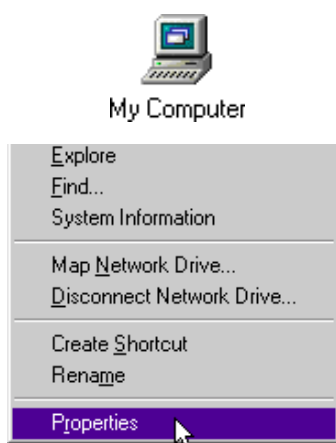 My Computer
Explore
Find...
System Information
Map Network Drive...
Disconnect Network Drive...
Create Shortcut
Rename
Properties